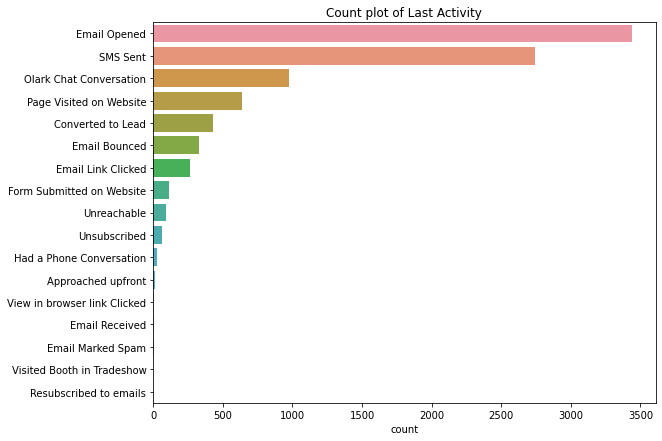 Count plot of Last Activity
Email Opened
SMS Sent
Olark Chat Conversation
Page Visited on Website
Converted to Lead
Email Bounced
Email Link Clicked
Form Submitted on Website
Unreachable
Unsubscribed
Had a Phone Conversation
Approached upfront
View in browser link Clicked
Email Received
Email Marked Spam
Visited Booth in Tradeshow
Resubscribed to emails
0 500 1000 1500 2000 2500 3000 3500
count